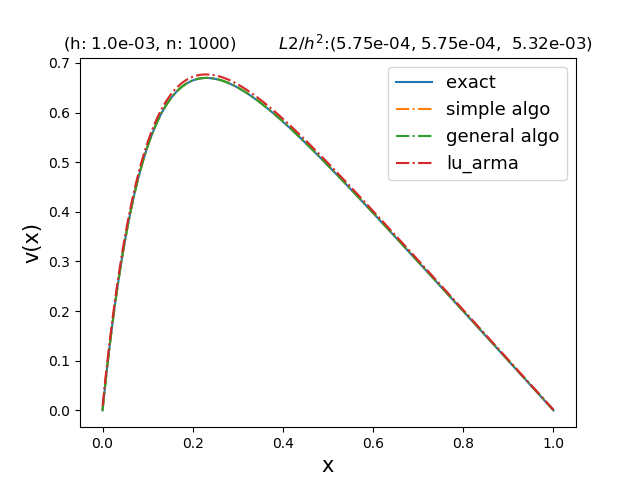 (h: 1.0e-03, n: 1000) L2/h²:(5.75e-04, 5.75e-04, 5.32e-03)
0.7
0.6
0.5
0.4
0.3
0.2
0.1
0.0
v(x)
exact
simple algo
general algo
lu_arma
0.0 0.2 0.4 0.6 0.8 1.0
x